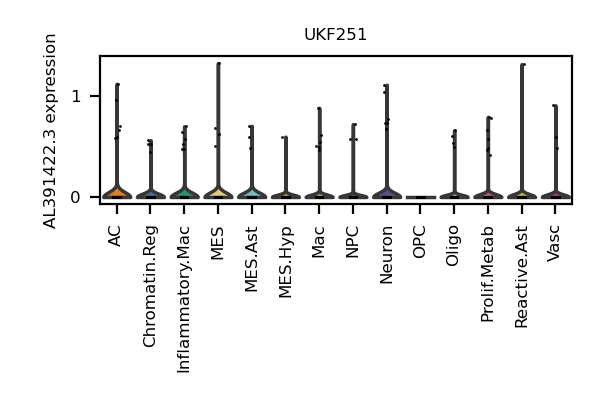 UKF251
AL391422.3 expression
1
0
AC
Chromatin.Reg
Inflammatory.Mac
MES
MES.Ast
MES.Hyp
Mac
NPC
Neuron
OPC
Oligo
Prolif.Metab
Reactive.Ast
Vasc